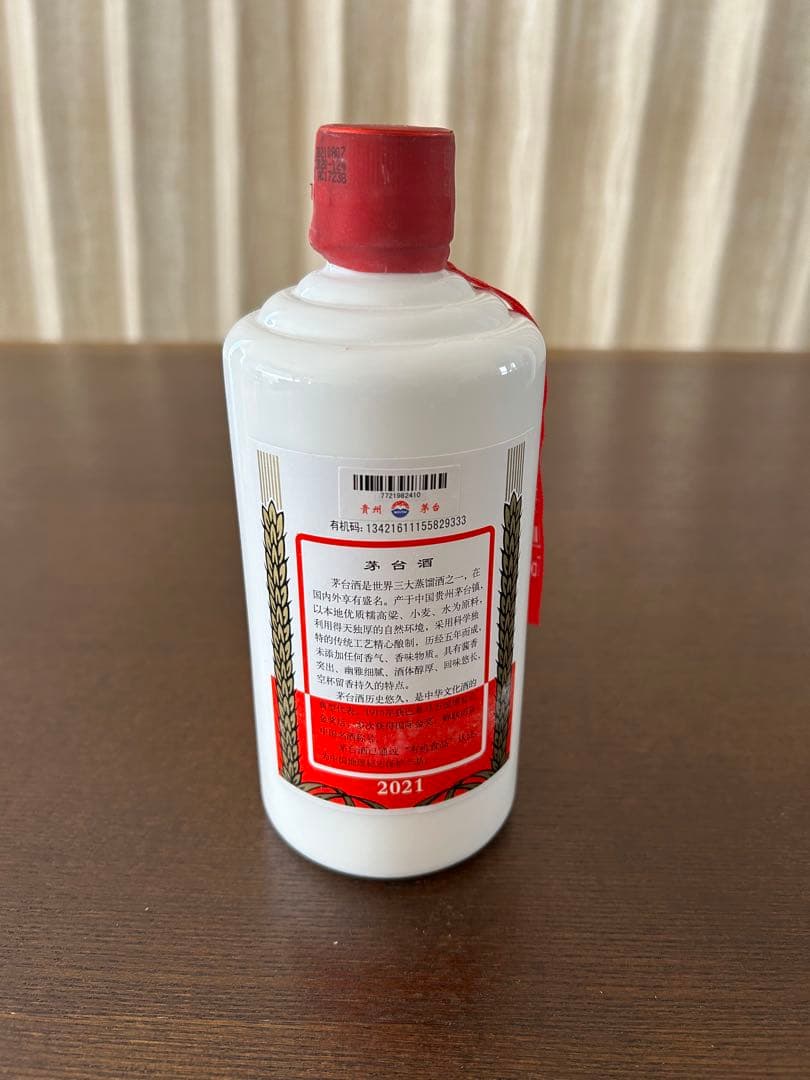 7721982410
贵州 茅台
有机码: 13421611155829333
茅台酒
茅台酒是世界三大蒸馏酒之一，在
国内外享有盛名。产于中国贵州茅台镇，
以本地优质糯高粱、小麦、水为原料，
利用得天独厚的自然环境，采用科学独
特的传统工艺精心酿制，历经五年而成，
未添加任何香气、香味物质。具有酱香
突出、幽雅细腻、酒体醇厚、回味悠长、
空杯留香持久的特点。
茅台酒历史悠久，是中华文化酒的
中国名酒称号
2021